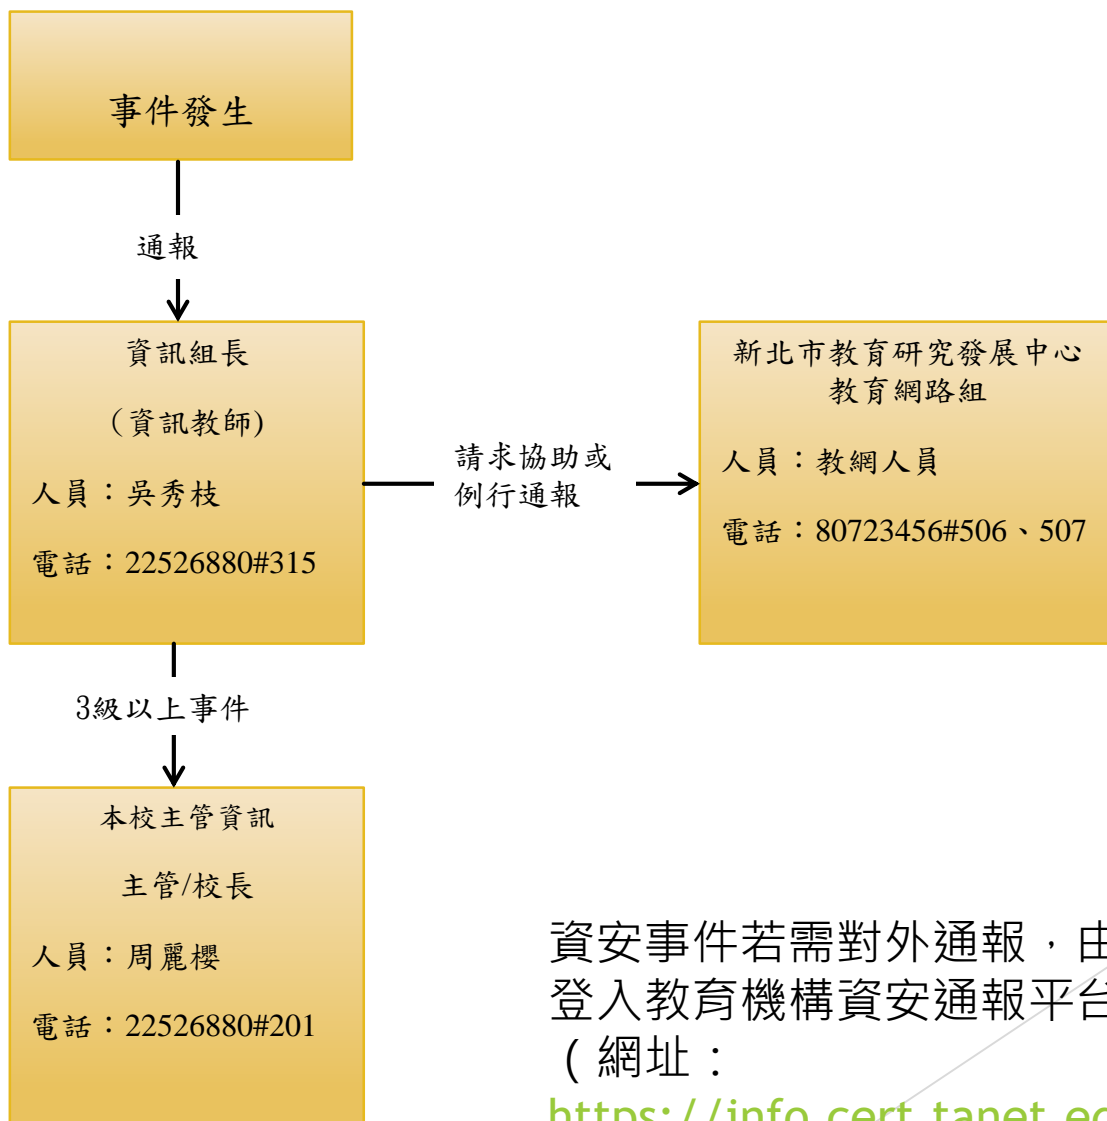 事件發生
通報
資訊組長
(資訊教師)
人員：吳秀枝
電話：22526880#315
請求協助或
例行通報
新北市教育研究發展中心
教育網路組
人員：教網人員
電話：80723456#506、507
3級以上事件
本校主管資訊
主管/校長
人員：周麗櫻
電話：22526880#201
資安事件若需對外通報，由
登入教育機構資安通報平台
(網址：
https://info.cert.tanet.ed